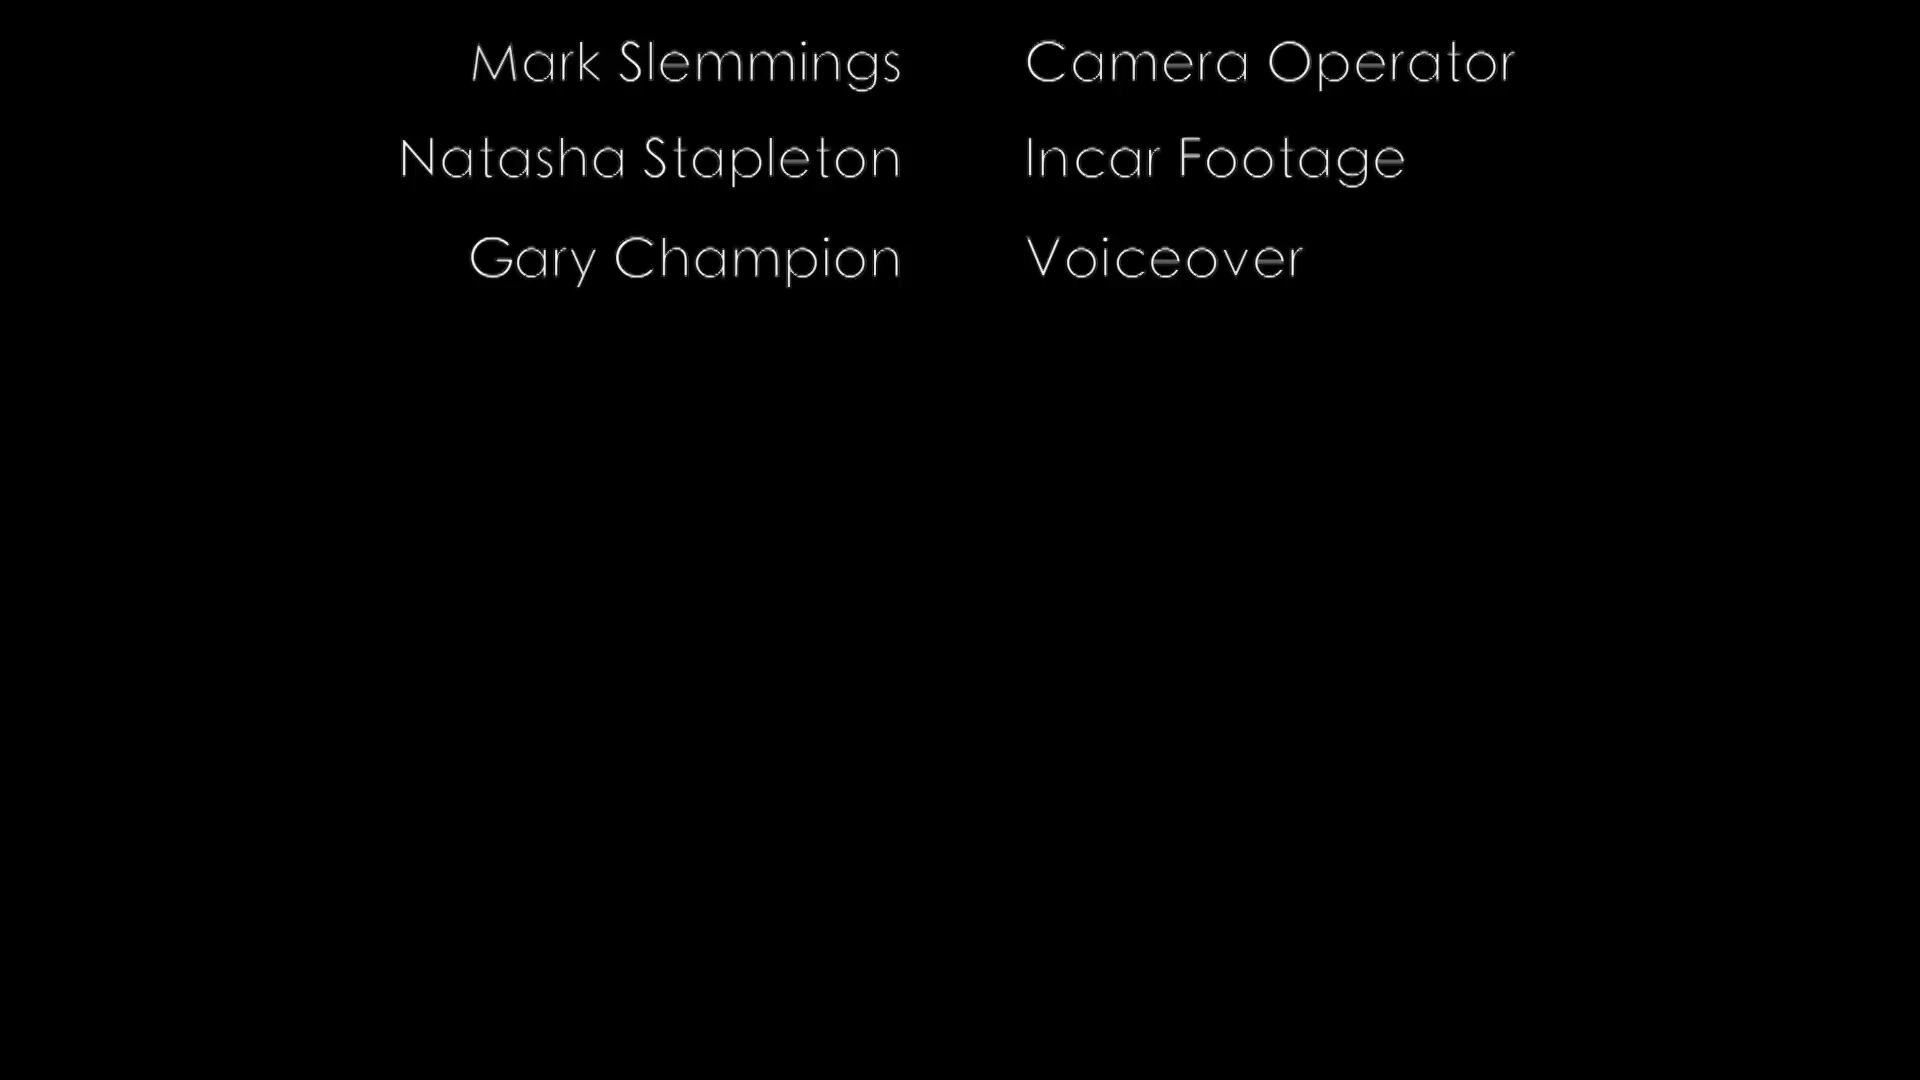 Mark Slemmings Camera Operator
Natasha Stapleton Incar Footage
Gary Champion Voiceover